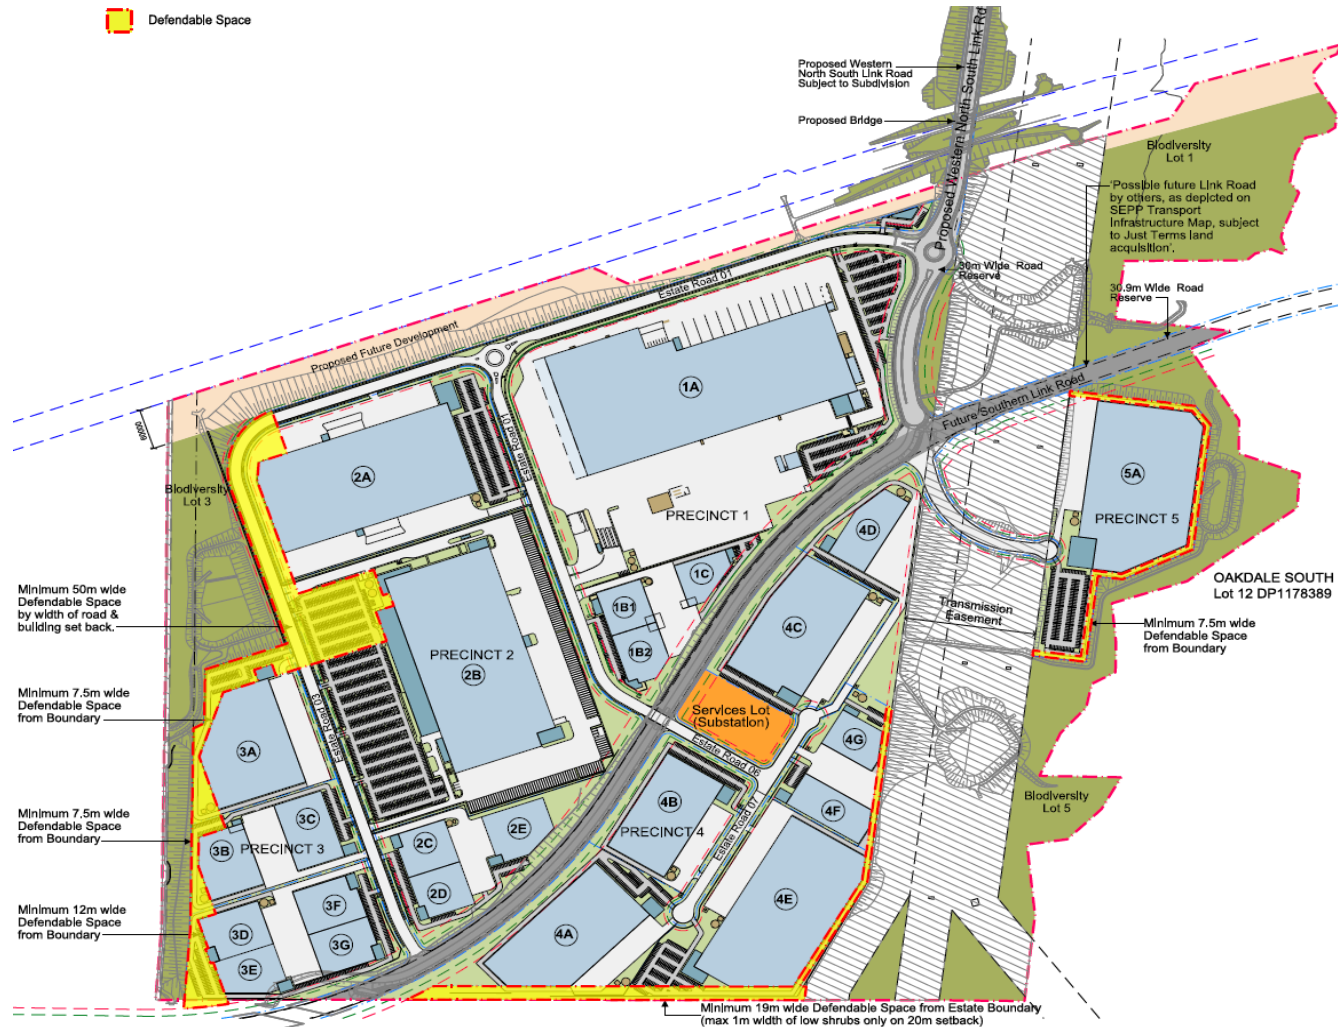 Defendable Space
Proposed Western
North South Link Road
Subject to Subdivision
Proposed Bridge
Proposed Western North South Link Rd
Biodiversity
Lot 1
'Possible future Link Road
by others, as depicted on
SEPP Transport
Infrastructure Map, subject
to Just Terms land
acquisition'.
30m Wide Road
Reserve
30.9m Wide Road
Reserve
Estate Road 01
Proposed Future Development
1A
Future Southern Link Road
60000
Estate Road 01
2A
5A
Biodiversity
Lot 3
PRECINCT 1
PRECINCT 5
4D
1C
OAKDALE SOUTH
Lot 12 DP1178389
Minimum 50m wide
Defendable Space
by width of road &
building set back.
1B1
Transmission
Easement
4C
Minimum 7.5m wide
Defendable Space
from Boundary
1B2
PRECINCT 2
2B
Minimum 7.5m wide
Defendable Space
from Boundary
Services Lot
(Substation)
Estate Road 03
3A
4G
Estate Road 06
Biodiversity
Lot 5
4B
4F
Minimum 7.5m wide
Defendable Space
from Boundary
3C
2E
PRECINCT 4
Estate Road 07
3B
PRECINCT 3
2C
2D
4E
Minimum 12m wide
Defendable Space
from Boundary
3F
3D
4A
3G
3E
Minimum 19m wide Defendable Space from Estate Boundary
(max 1m width of low shrubs only on 20m setback)